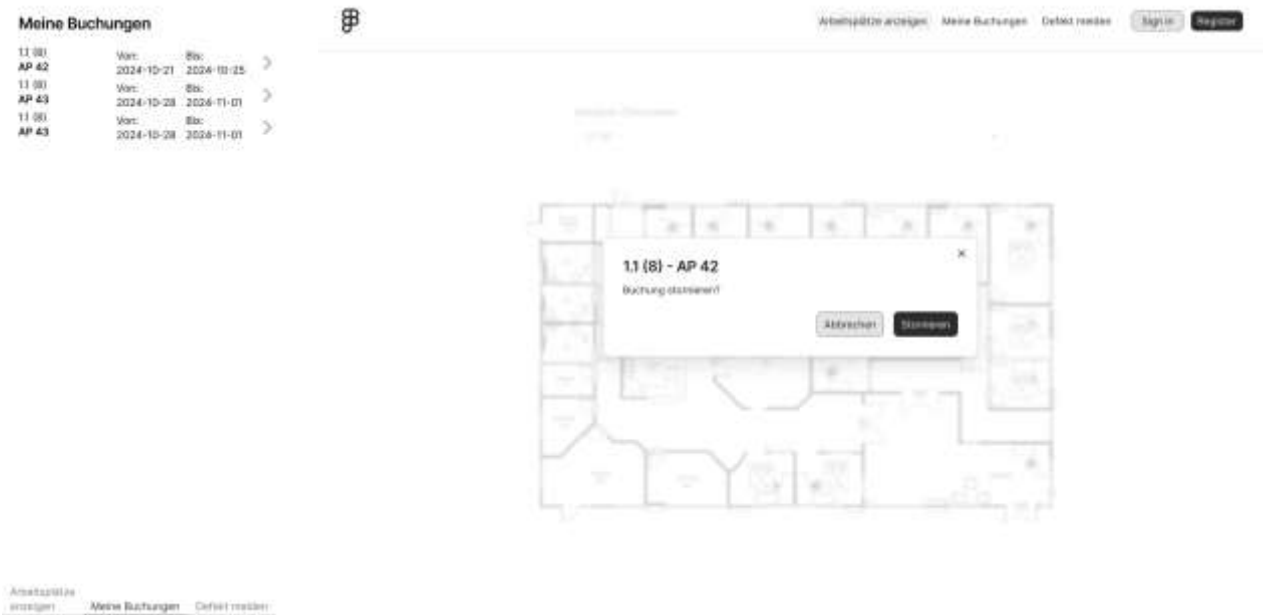 Meine Buchungen
1.1 (8)
AP 42
Von: Bis:
2024-10-21 2024-10-25
1.1 (8)
AP 43
Von: Bis:
2024-10-28 2024-11-01
1.1 (8)
AP 43
Von: Bis:
2024-10-28 2024-11-01
Arbeitsplätze anzeigen
Meine Buchungen
Defekt melden
Arbeitsplätze anzeigen Meine Buchungen Defekt melden Sign in Register
1.1 (8) - AP 42
Buchung stornieren?
Abbrechen Stornieren